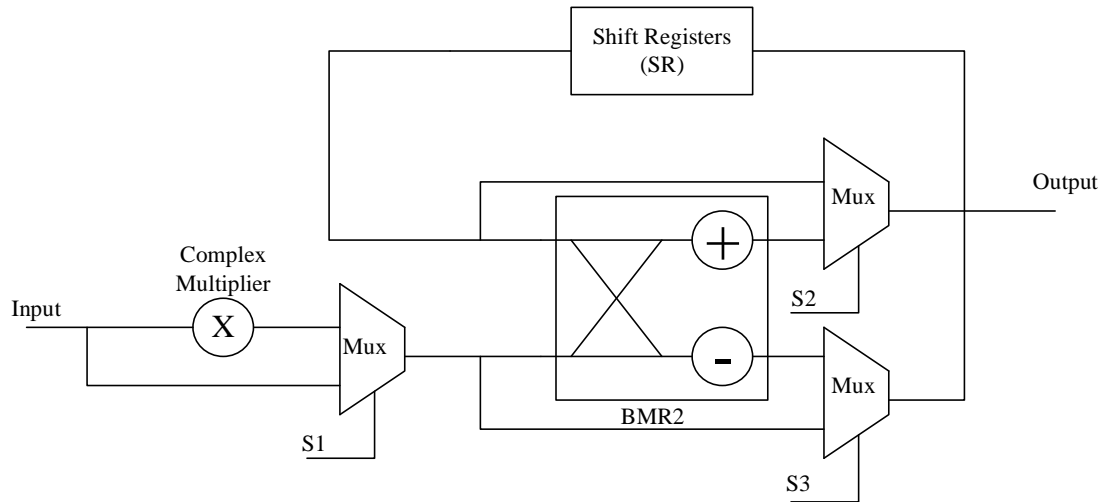 Shift Registers
(SR)
Mux
Output
Complex
Multiplier
+
Input
X
S2
Mux
Mux
-
BMR2
S1
S3